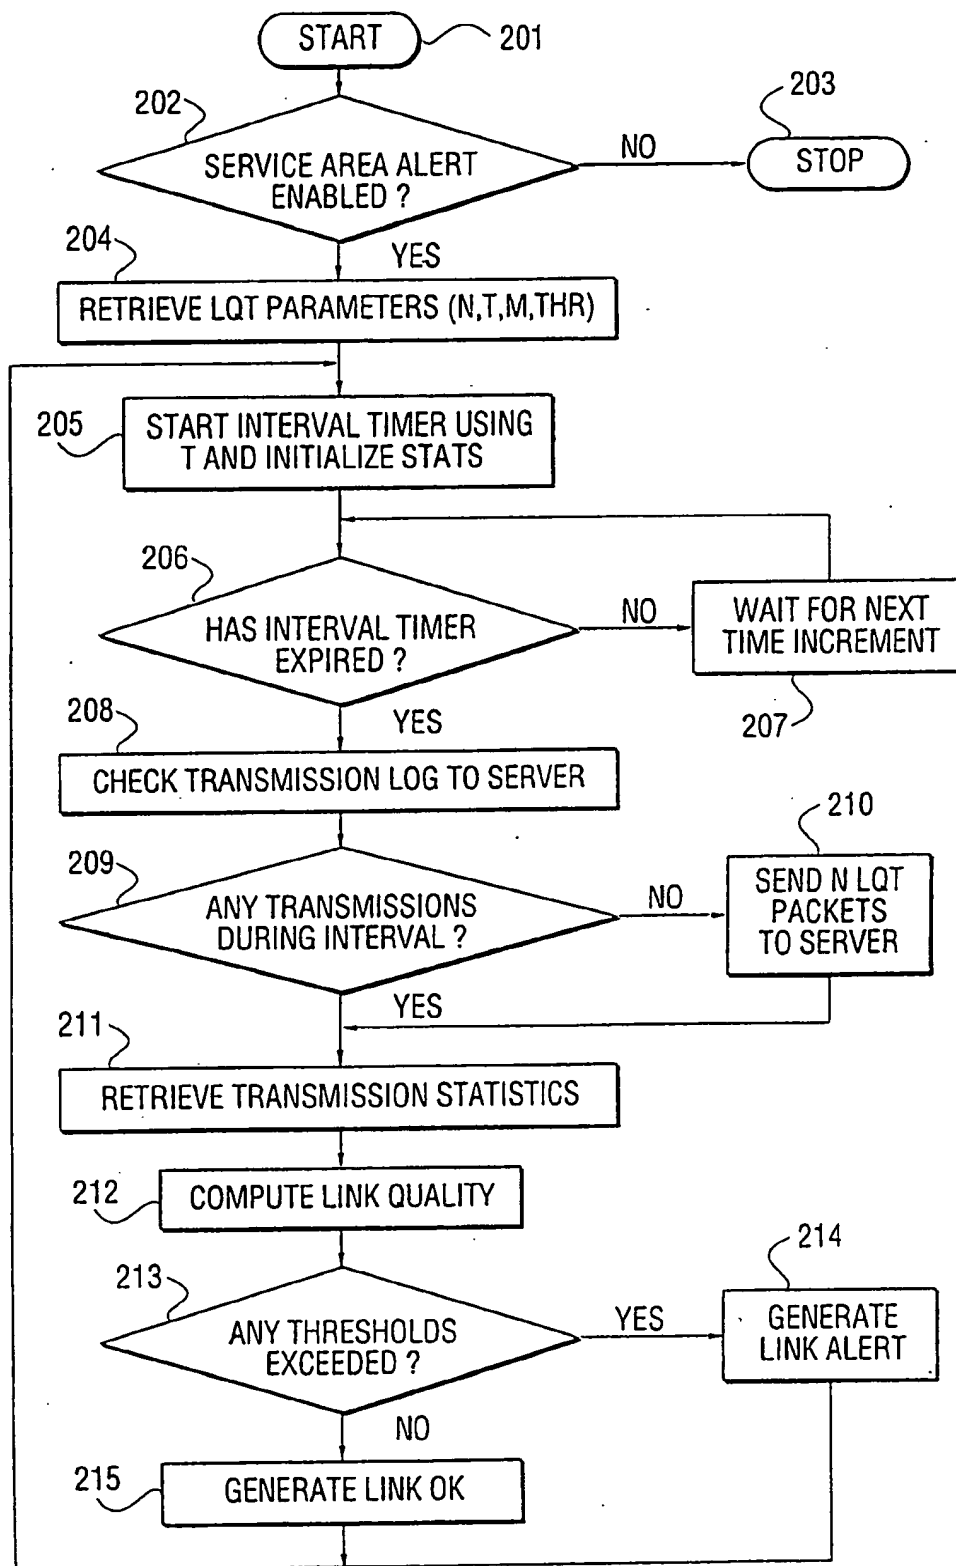 START
201
202
203
SERVICE AREA ALERT
ENABLED ?
NO
STOP
204
YES
RETRIEVE LQT PARAMETERS (N,T,M,THR)
205
START INTERVAL TIMER USING
T AND INITIALIZE STATS
206
HAS INTERVAL TIMER
EXPIRED ?
NO
WAIT FOR NEXT
TIME INCREMENT
207
208
YES
CHECK TRANSMISSION LOG TO SERVER
209
ANY TRANSMISSIONS
DURING INTERVAL ?
NO
210
SEND N LQT
PACKETS
TO SERVER
YES
211
RETRIEVE TRANSMISSION STATISTICS
212
COMPUTE LINK QUALITY
213
ANY THRESHOLDS
EXCEEDED ?
YES
214
GENERATE
LINK ALERT
NO
215
GENERATE LINK OK